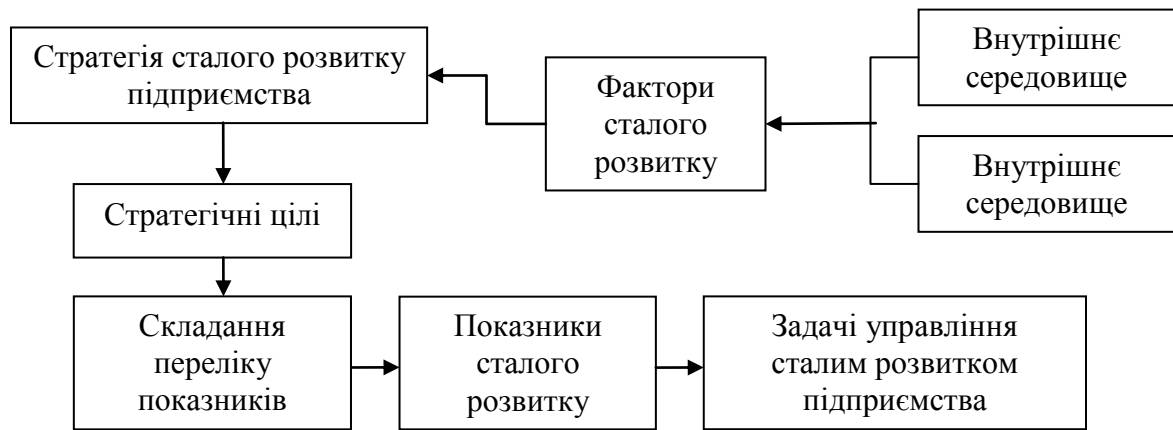 Стратегія сталого розвитку
підприємства
Фактори
сталого
розвитку
Внутрішнє
середовище
Внутрішнє
середовище
Стратегічні цілі
Складання
переліку
показників
Показники
сталого
розвитку
Задачі управління
сталим розвитком
підприємства